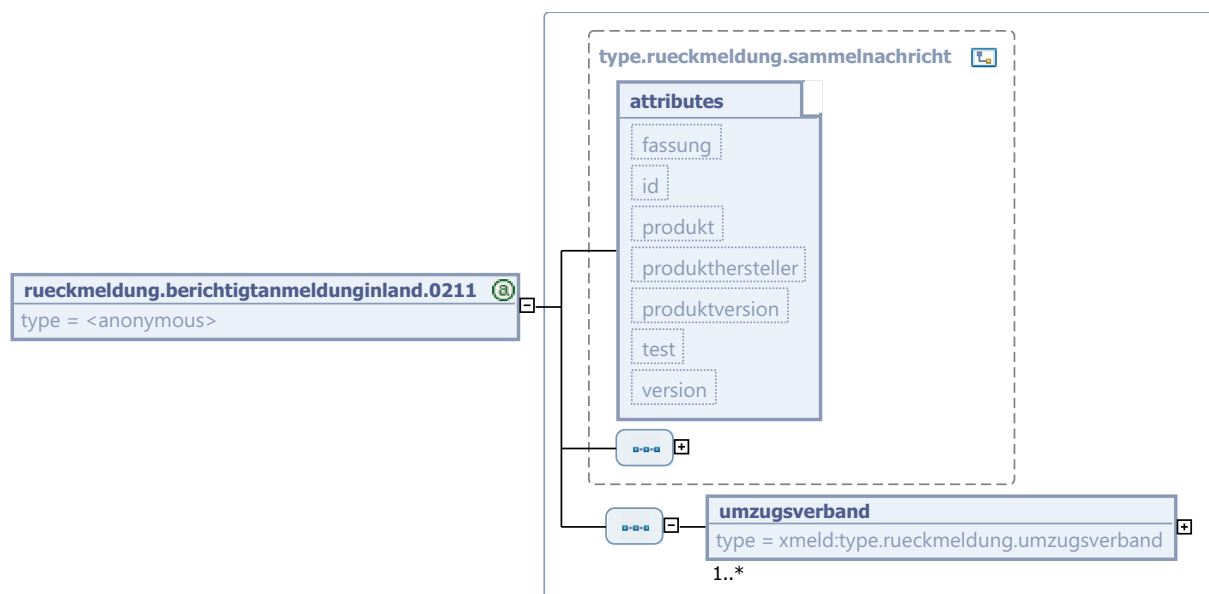 type.rueckmeldung.sammelnachricht
attributes
fassung
id
produkt
produkthersteller
produktversion
test
version
rueckmeldung.berichtigtanmeldunginland.0211 @
type = <anonymous>
umzugsverband
type = xmeld:type.rueckmeldung.umzugsverband
1..*